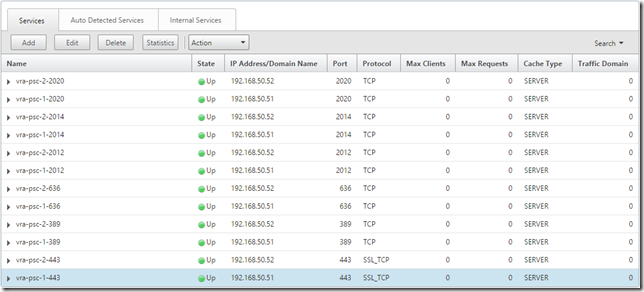 Services Auto Detected Services Internal Services
Add Edit Delete Statistics Action Search
Name State IP Address/Domain Name Port Protocol Max Clients Max Requests Cache Type Traffic Domain
vra-psc-2-2020 Up 192.168.50.52 2020 TCP 0 0 SERVER 0
vra-psc-1-2020 Up 192.168.50.51 2020 TCP 0 0 SERVER 0
vra-psc-2-2014 Up 192.168.50.52 2014 TCP 0 0 SERVER 0
vra-psc-1-2014 Up 192.168.50.51 2014 TCP 0 0 SERVER 0
vra-psc-2-2012 Up 192.168.50.52 2012 TCP 0 0 SERVER 0
vra-psc-1-2012 Up 192.168.50.51 2012 TCP 0 0 SERVER 0
vra-psc-2-636 Up 192.168.50.52 636 TCP 0 0 SERVER 0
vra-psc-1-636 Up 192.168.50.51 636 TCP 0 0 SERVER 0
vra-psc-2-389 Up 192.168.50.52 389 TCP 0 0 SERVER 0
vra-psc-1-389 Up 192.168.50.51 389 TCP 0 0 SERVER 0
vra-psc-2-443 Up 192.168.50.52 443 SSL_TCP 0 0 SERVER 0
vra-psc-1-443 Up 192.168.50.51 443 SSL_TCP 0 0 SERVER 0